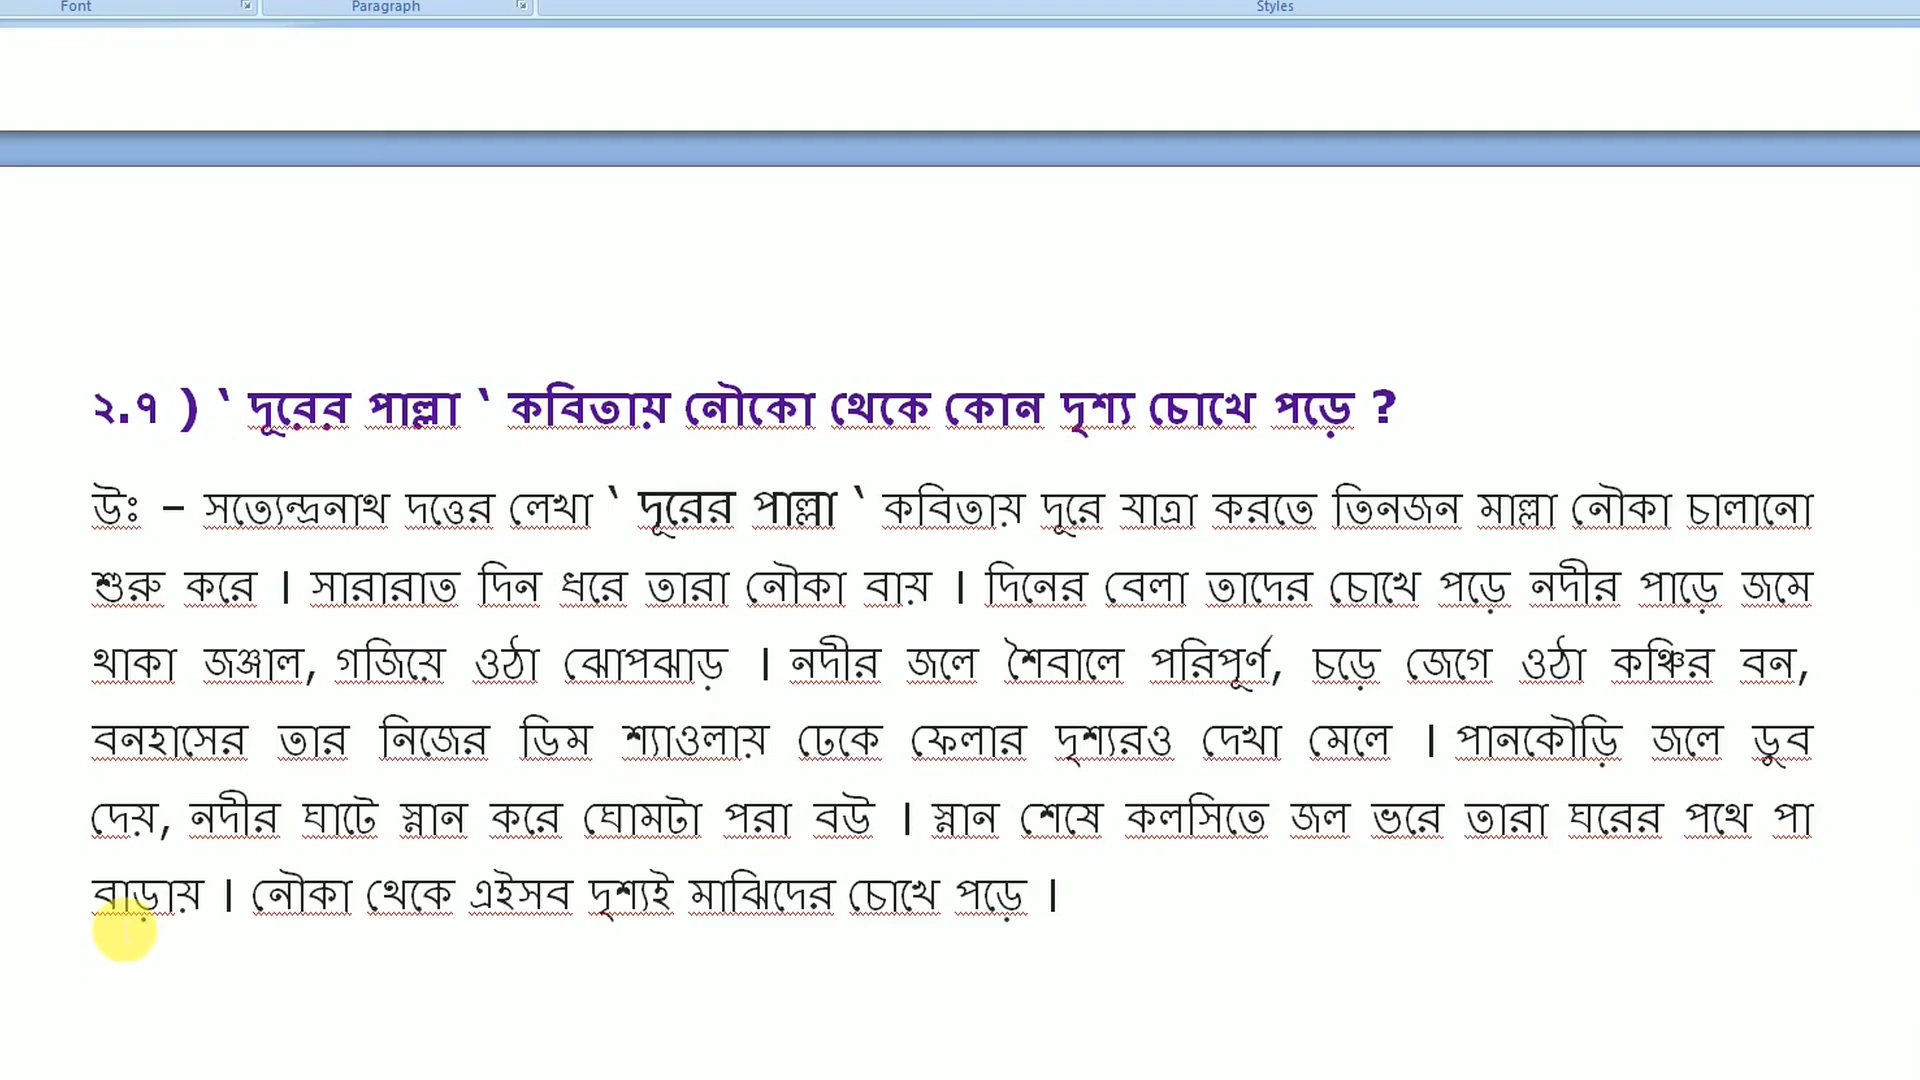 Font Paragraph Styles
২.৭ ) ‵ দূরের পাল্লা ‵ কবিতায় নৌকো থেকে কোন দৃশ্য চোখে পড়ে ?
উঃ – সত্যেন্দ্রনাথ দত্তের লেখা ‵ দূরের পাল্লা ‵ কবিতায় দূরে যাত্রা করতে তিনজন মাল্লা নৌকা চালানো
শুরু করে । সারারাত দিন ধরে তারা নৌকা বায় । দিনের বেলা তাদের চোখে পড়ে নদীর পাড়ে জমে
থাকা জঞ্জাল, গজিয়ে ওঠা ঝোপঝাড় । নদীর জলে শৈবালে পরিপূর্ণ, চড়ে জেগে ওঠা কঞ্চির বন,
বনহাসের তার নিজের ডিম শ্যাওলায় ঢেকে ফেলার দৃশ্যরও দেখা মেলে । পানকৌড়ি জলে ডুব
দেয়, নদীর ঘাটে স্নান করে ঘোমটা পরা বউ । স্নান শেষে কলসিতে জল ভরে তারা ঘরের পথে পা
বাড়ায় । নৌকা থেকে এইসব দৃশ্যই মাঝিদের চোখে পড়ে ।